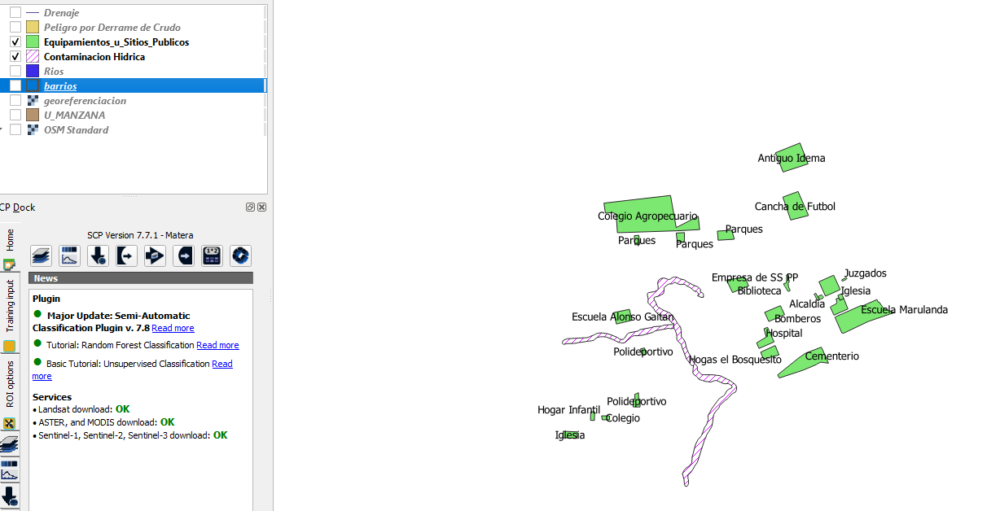 Drenaje
Peligro por Derrame de Crudo
Equipamientos_u_Sitios_Publicos
Contaminacion Hidrica
Rios
barrios
georeferenciacion
U_MANZANA
OSM Standard
CP Dock
Home
Training input
ROI options
SCP Version 7.7.1 - Matera
News
Plugin
Major Update: Semi-Automatic
Classification Plugin v. 7.8 Read more
Tutorial: Random Forest Classification Read more
Basic Tutorial: Unsupervised Classification Read
more
Services
• Landsat download: OK
• ASTER, and MODIS download: OK
• Sentinel-1, Sentinel-2, Sentinel-3 download: OK
Antiguo Idema
Cancha de Futbol
Colegio Agropecuario
Parques
Parques
Parques
Empresa de SS PP
Juzgados
Biblioteca
Iglesia
Alcaldia
Escuela Marulanda
Escuela Alonso Gaitan
Bomberos
Hospital
Polideportivo
Hogas el Bosquesito
Cementerio
Polideportivo
Hogar Infantil
Colegio
Iglesia